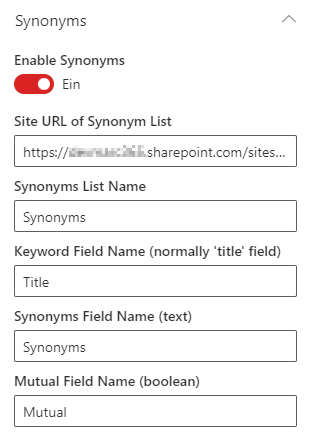 Synonyms
Enable Synonyms
Ein
Site URL of Synonym List
https:// .sharepoint.com/sites...
Synonyms List Name
Synonyms
Keyword Field Name (normally 'title' field)
Title
Synonyms Field Name (text)
Synonyms
Mutual Field Name (boolean)
Mutual